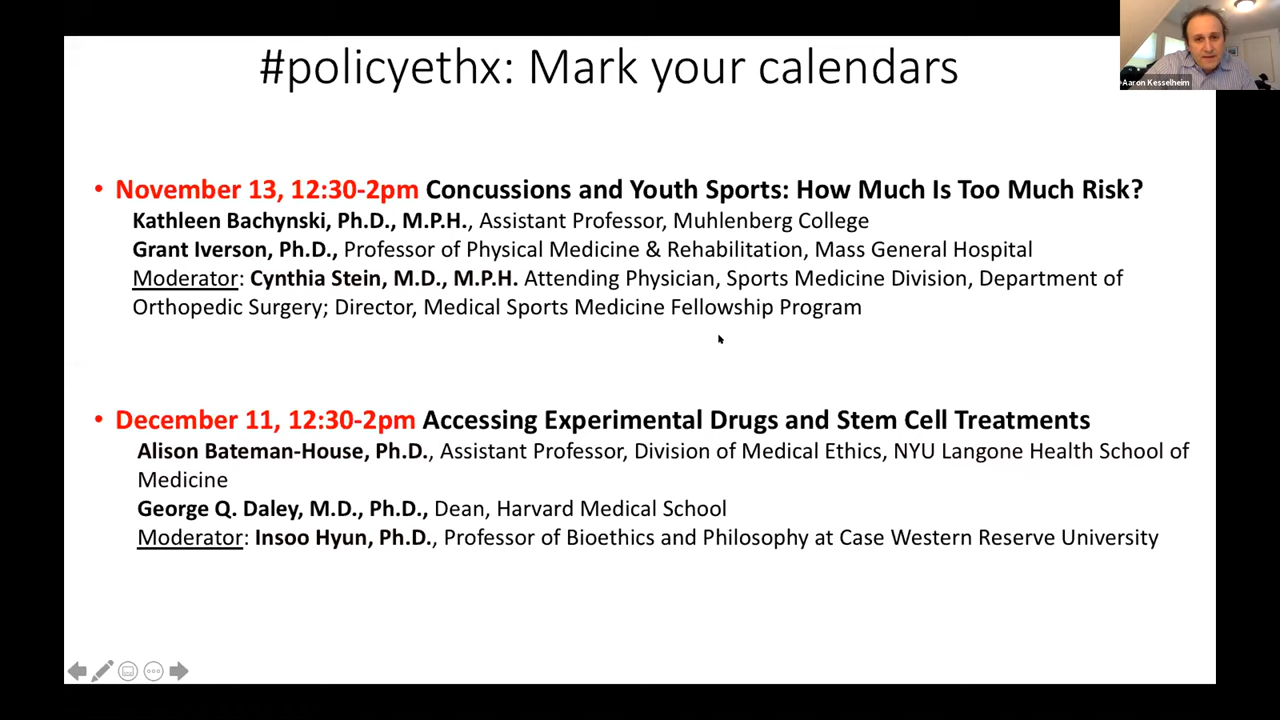 #policyethx: Mark your calendars
Aaron Kesselheim
• November 13, 12:30-2pm Concussions and Youth Sports: How Much Is Too Much Risk?
Kathleen Bachynski, Ph.D., M.P.H., Assistant Professor, Muhlenberg College
Grant Iverson, Ph.D., Professor of Physical Medicine & Rehabilitation, Mass General Hospital
Moderator: Cynthia Stein, M.D., M.P.H. Attending Physician, Sports Medicine Division, Department of
Orthopedic Surgery; Director, Medical Sports Medicine Fellowship Program
• December 11, 12:30-2pm Accessing Experimental Drugs and Stem Cell Treatments
Alison Bateman-House, Ph.D., Assistant Professor, Division of Medical Ethics, NYU Langone Health School of
Medicine
George Q. Daley, M.D., Ph.D., Dean, Harvard Medical School
Moderator: Insoo Hyun, Ph.D., Professor of Bioethics and Philosophy at Case Western Reserve University